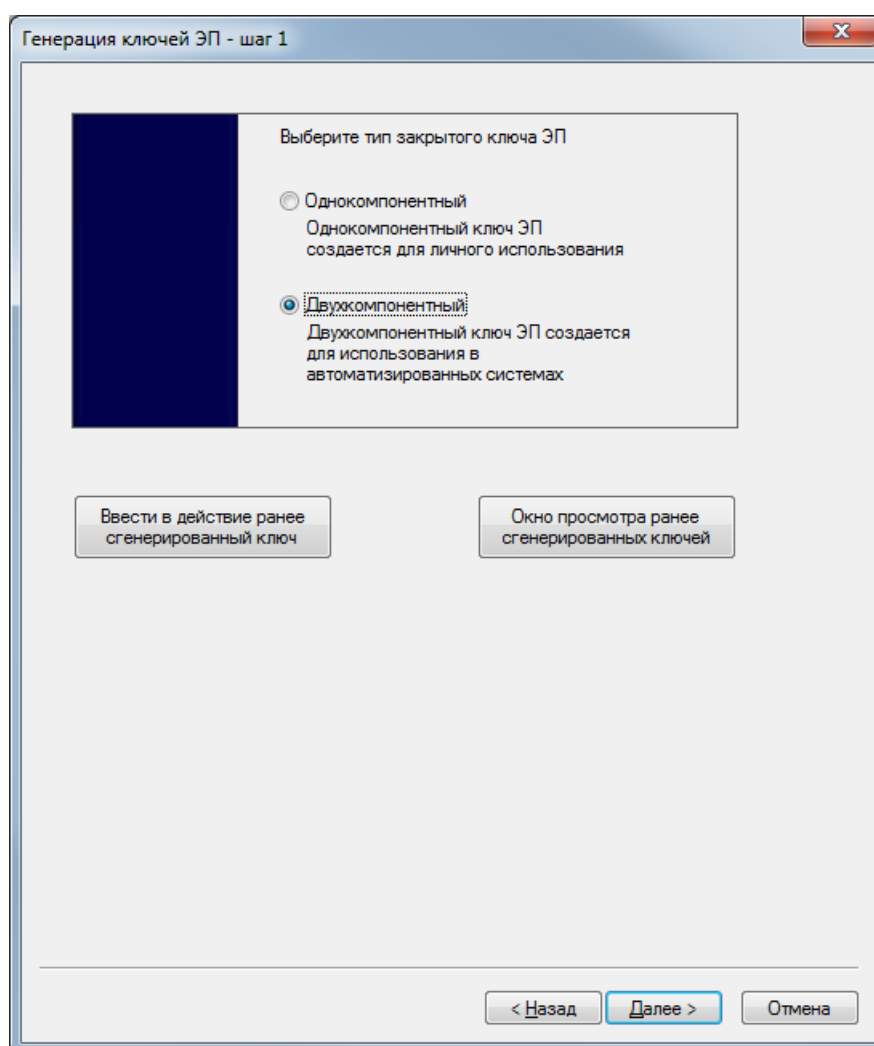 Генерация ключей ЭП - шаг 1
Выберите тип закрытого ключа ЭП
Однокомпонентный
Однокомпонентный ключ ЭП
создается для личного использования
Двухкомпонентный
Двухкомпонентный ключ ЭП создается
для использования в
автоматизированных системах
Ввести в действие ранее
сгенерированный ключ
Окно просмотра ранее
сгенерированных ключей
< Назад
Далее >
Отмена